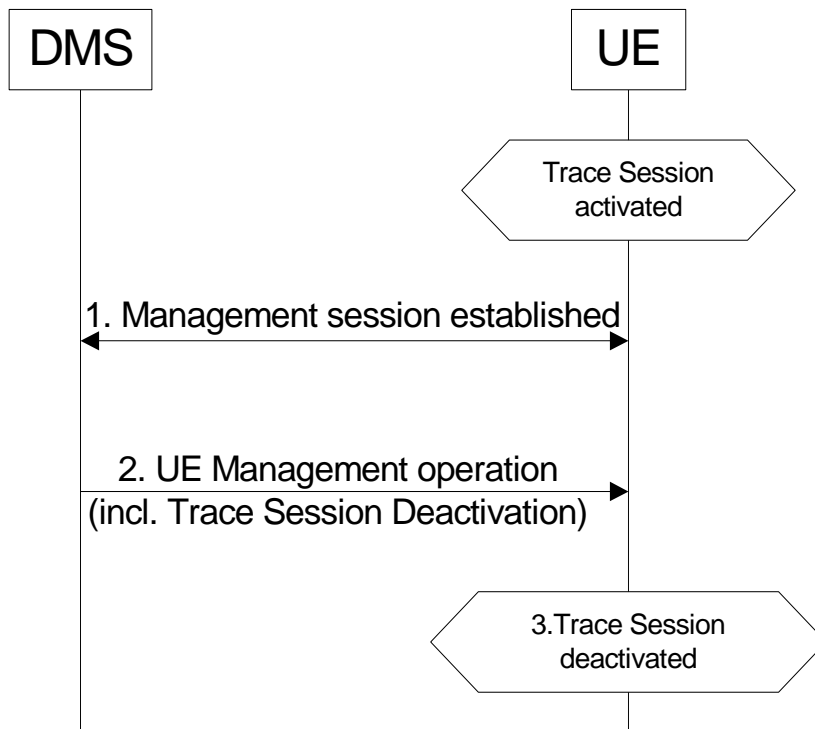 DMS
UE
Trace Session
activated
1. Management session established
2. UE Management operation
(incl. Trace Session Deactivation)
3.Trace Session
deactivated